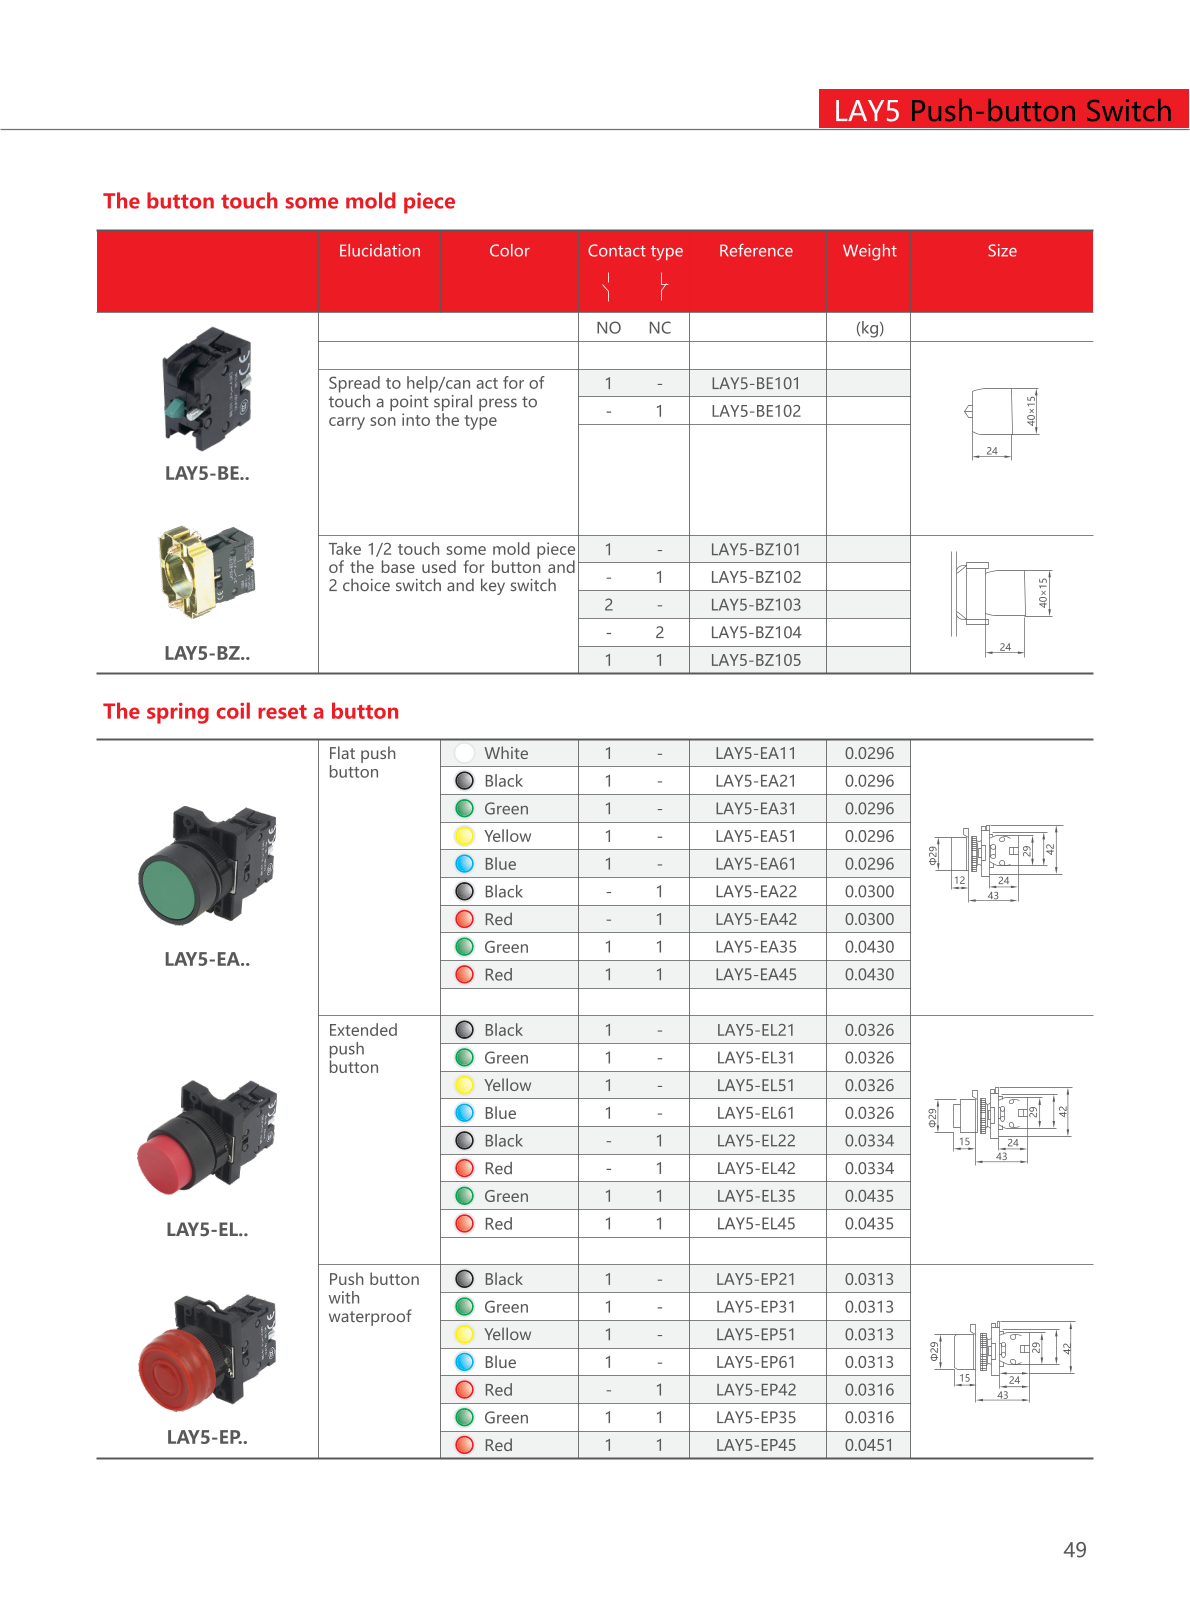 LAY5 Push-button Switch
The button touch some mold piece
Elucidation Color Contact type Reference Weight Size
NO NC (kg)
LAY5-BE..
Spread to help/can act for of
touch a point spiral press to
carry son into the type
1 - LAY5-BE101
- 1 LAY5-BE102
40×15
24
LAY5-BZ..
Take 1/2 touch some mold piece
of the base used for button and
2 choice switch and key switch
1 - LAY5-BZ101
- 1 LAY5-BZ102
2 - LAY5-BZ103
- 2 LAY5-BZ104
1 1 LAY5-BZ105
40×15
24
The spring coil reset a button
LAY5-EA..
Flat push
button
White 1 - LAY5-EA11 0.0296
Black 1 - LAY5-EA21 0.0296
Green 1 - LAY5-EA31 0.0296
Yellow 1 - LAY5-EA51 0.0296
Blue 1 - LAY5-EA61 0.0296
Black - 1 LAY5-EA22 0.0300
Red - 1 LAY5-EA42 0.0300
Green 1 1 LAY5-EA35 0.0430
Red 1 1 LAY5-EA45 0.0430
Φ29 29 42
12 24
43
LAY5-EL..
Extended
push
button
Black 1 - LAY5-EL21 0.0326
Green 1 - LAY5-EL31 0.0326
Yellow 1 - LAY5-EL51 0.0326
Blue 1 - LAY5-EL61 0.0326
Black - 1 LAY5-EL22 0.0334
Red - 1 LAY5-EL42 0.0334
Green 1 1 LAY5-EL35 0.0435
Red 1 1 LAY5-EL45 0.0435
Φ29 29 42
15 24
43
LAY5-EP..
Push button
with
waterproof
Black 1 - LAY5-EP21 0.0313
Green 1 - LAY5-EP31 0.0313
Yellow 1 - LAY5-EP51 0.0313
Blue 1 - LAY5-EP61 0.0313
Red - 1 LAY5-EP42 0.0316
Green 1 1 LAY5-EP35 0.0316
Red 1 1 LAY5-EP45 0.0451
Φ29 29 42
15 24
43
49